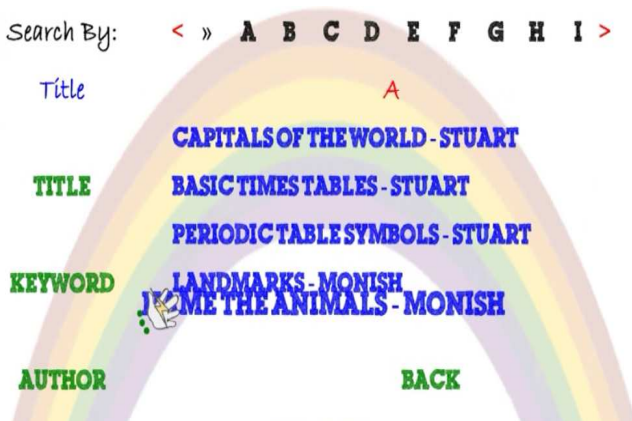 Search By: < » A B C D E F G H I >
Title A
CAPITALS OF THE WORLD - STUART
TITLE BASIC TIMES TABLES - STUART
PERIODIC TABLE SYMBOLS - STUART
KEYWORD LANDMARKS - MONISH
THE ANIMALS - MONISH
AUTHOR BACK